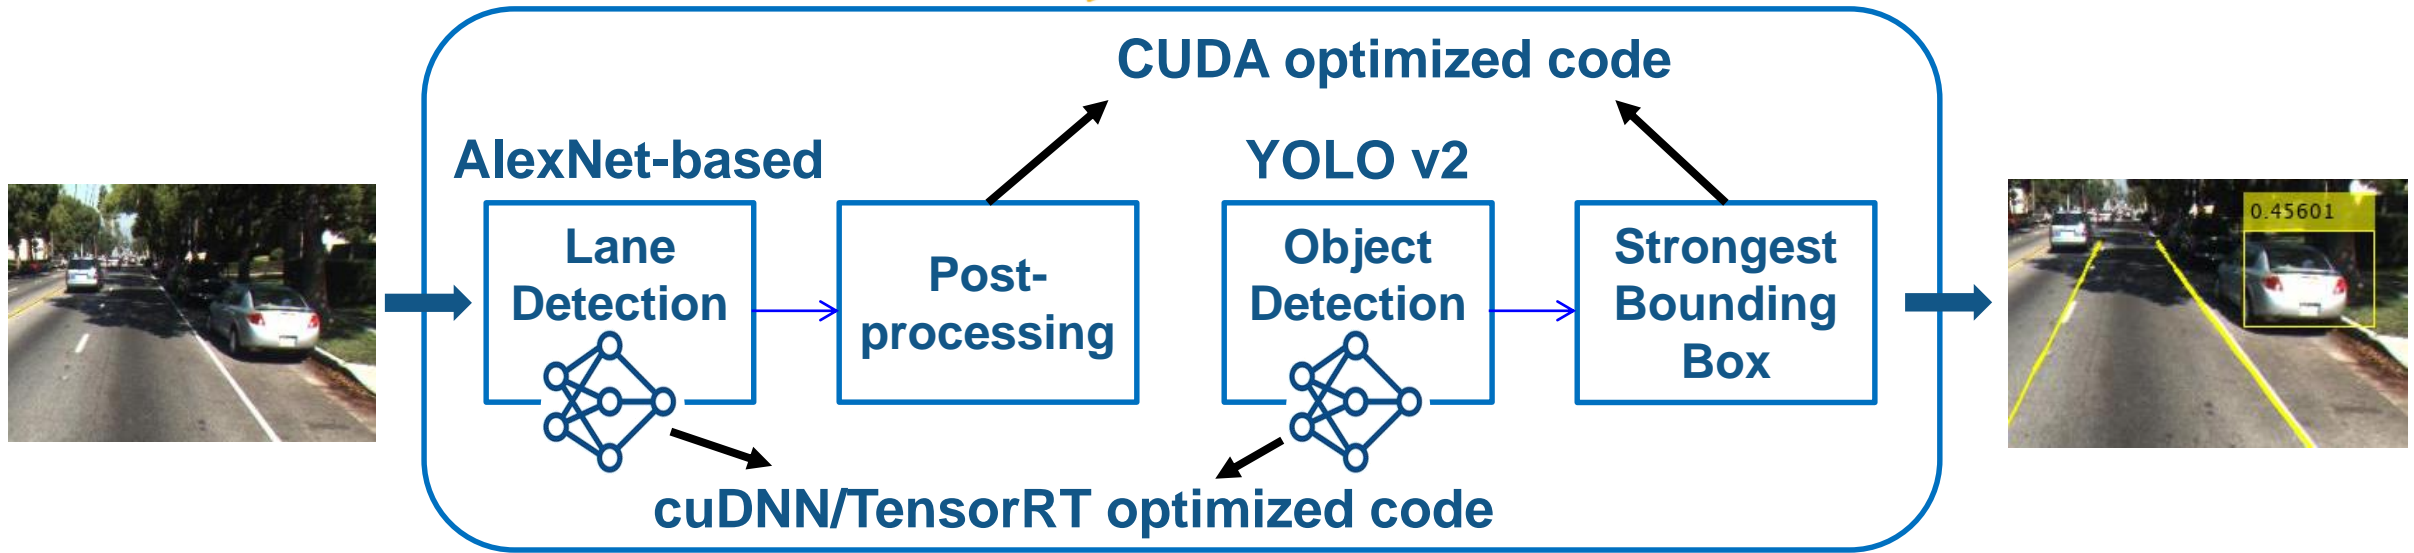 CUDA optimized code
AlexNet-based
YOLO v2
Lane
Detection
Post-
processing
Object
Detection
Strongest
Bounding
Box
0.45601
cuDNN/TensorRT optimized code